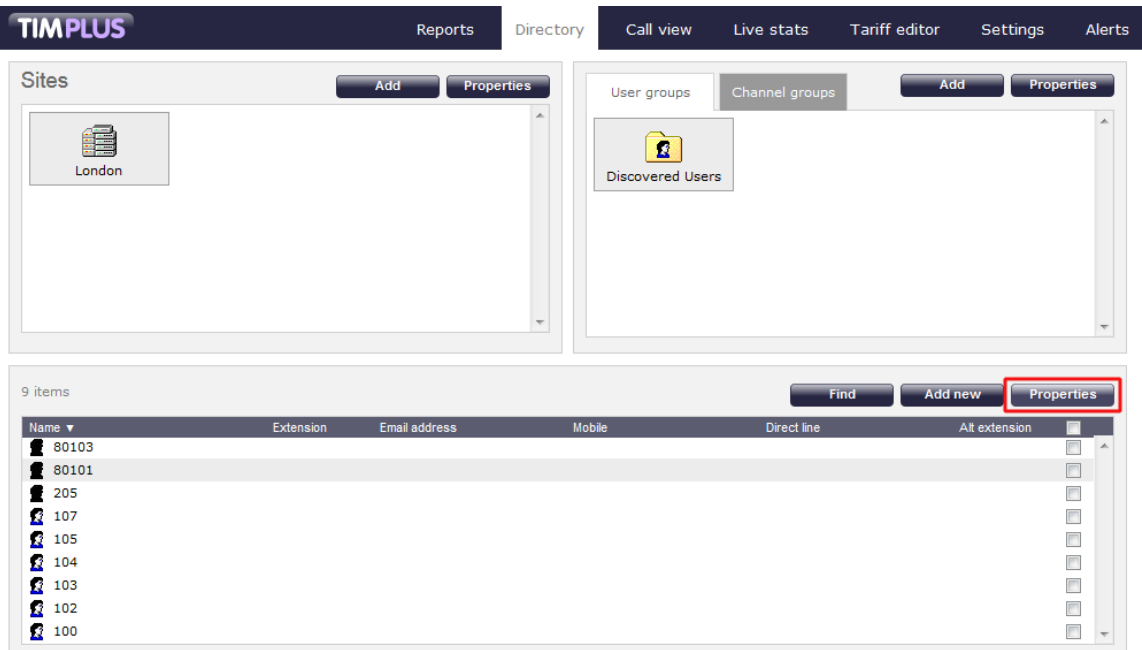 TIMPLUS Reports Directory Call view Live stats Tariff editor Settings Alerts
Sites Add Properties
London
User groups Channel groups Add Properties
Discovered Users
9 items Find Add new Properties
Name ▼ Extension Email address Mobile Direct line Alt extension
80103
80101
205
107
105
104
103
102
100